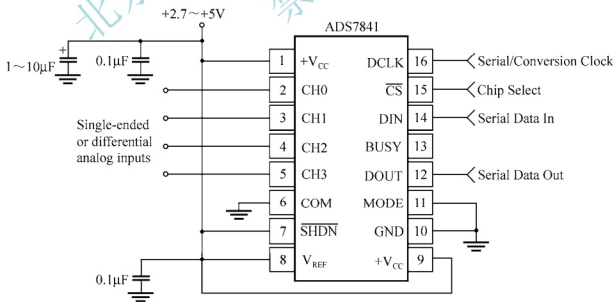 北京
+2.7～+5V
ADS7841
1～10μF
+
0.1μF
1 +VCC DCLK 16 Serial/Conversion Clock
2 CH0 CS 15 Chip Select
3 CH1 DIN 14 Serial Data In
Single-ended
or differential
analog inputs
4 CH2 BUSY 13
5 CH3 DOUT 12 Serial Data Out
6 COM MODE 11
7 SHDN GND 10
8 VREF +VCC 9
0.1μF